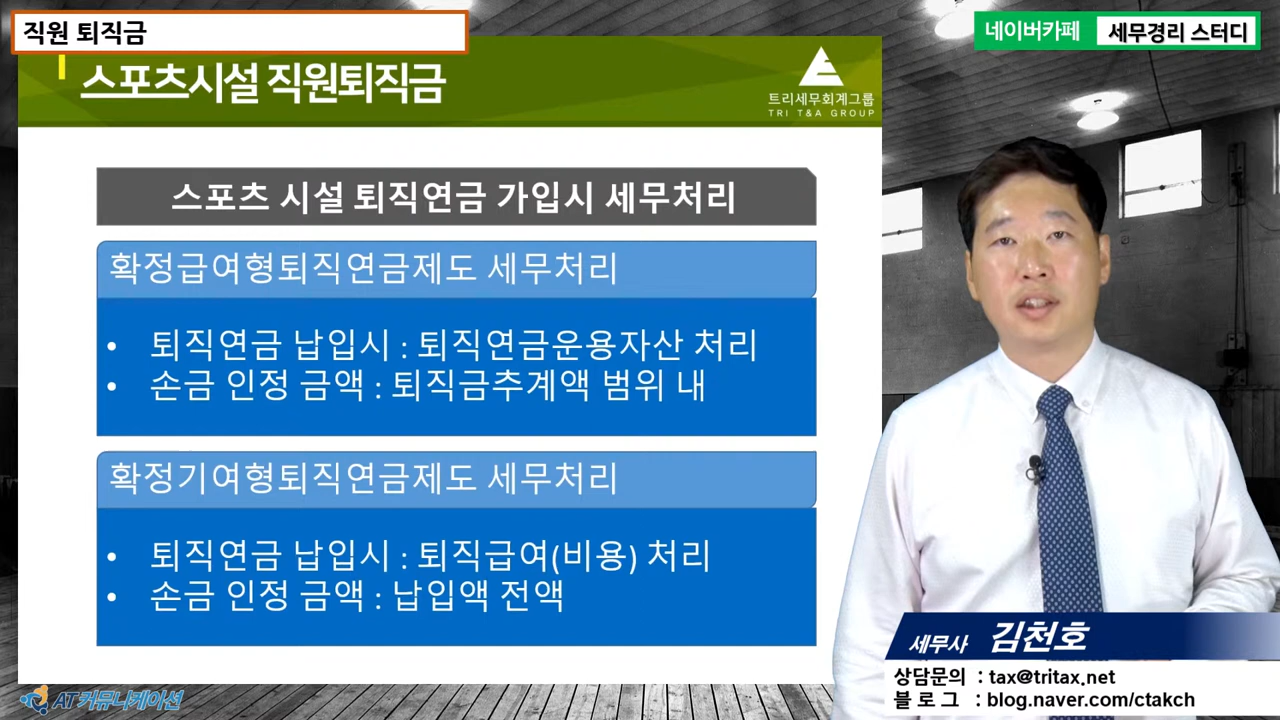 직원 퇴직금
네이버카페 세무경리 스터디
스포츠시설 직원퇴직금
트리세무회계그룹
TRI T&A GROUP
스포츠 시설 퇴직연금 가입시 세무처리
확정급여형퇴직연금제도 세무처리
• 퇴직연금 납입시 : 퇴직연금운용자산 처리
• 손금 인정 금액 : 퇴직금추계액 범위 내
확정기여형퇴직연금제도 세무처리
• 퇴직연금 납입시 : 퇴직급여(비용) 처리
• 손금 인정 금액 : 납입액 전액
세무사 김천호
상담문의 : tax@tritax.net
블 로 그 : blog.naver.com/ctakch
AT커뮤니케이션